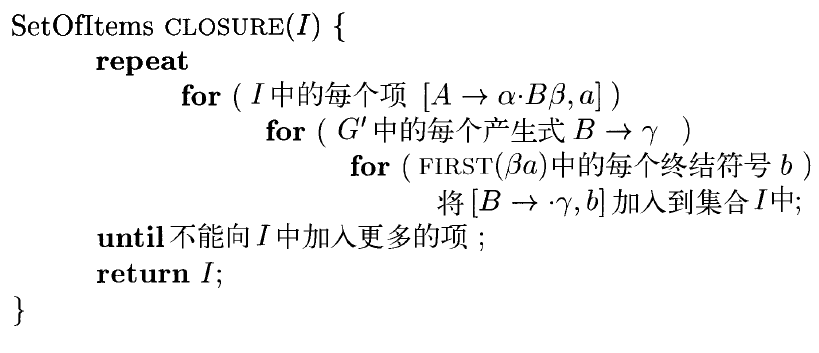 SetOfItems CLOSURE(I) {
repeat
for ( I 中的每个项 [A → α·Bβ, a] )
for ( G′ 中的每个产生式 B → γ )
for ( FIRST(βa)中的每个终结符号 b )
将 [B → ·γ, b] 加入到集合 I 中;
until 不能向 I 中加入更多的项 ;
return I;
}